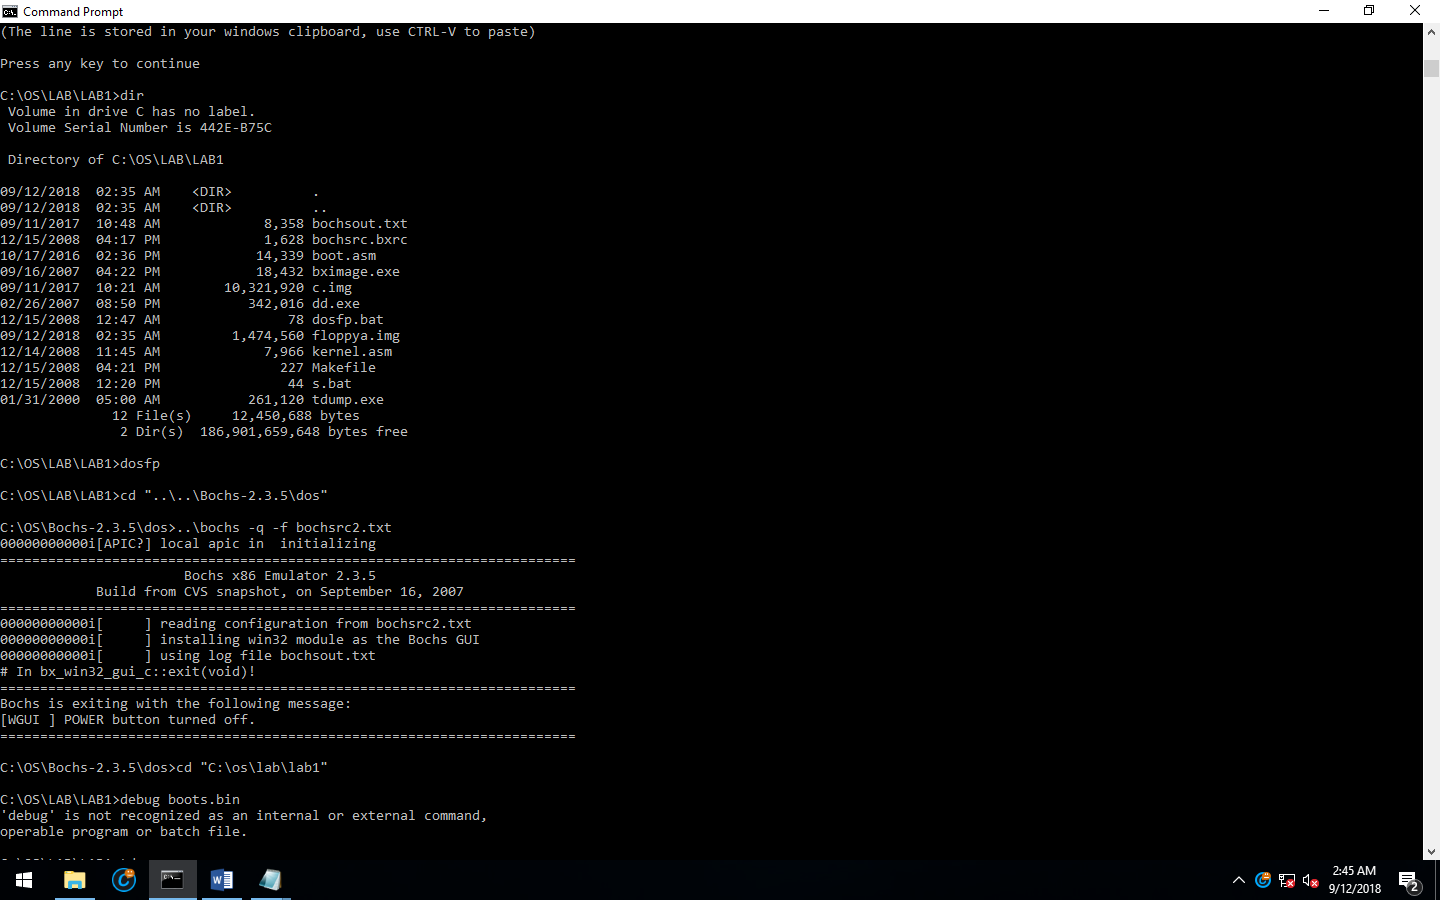 Command Prompt
(The line is stored in your windows clipboard, use CTRL-V to paste)
Press any key to continue
C:\OS\LAB\LAB1>dir
Volume in drive C has no label.
Volume Serial Number is 442E-B75C
Directory of C:\OS\LAB\LAB1
09/12/2018  02:35 AM    <DIR>          .
09/12/2018  02:35 AM    <DIR>          ..
09/11/2017  10:48 AM             8,358 bochsout.txt
12/15/2008  04:17 PM             1,628 bochsrc.bxrc
10/17/2016  02:36 PM            14,339 boot.asm
09/16/2007  04:22 PM            18,432 bximage.exe
09/11/2017  10:21 AM        10,321,920 c.img
02/26/2007  08:50 PM           342,016 dd.exe
12/15/2008  12:47 AM                78 dosfp.bat
09/12/2018  02:35 AM         1,474,560 floppya.img
12/14/2008  11:45 AM             7,966 kernel.asm
12/15/2008  04:21 PM               227 Makefile
12/15/2008  12:20 PM                44 s.bat
01/31/2000  05:00 AM           261,120 tdump.exe
12 File(s)     12,450,688 bytes
2 Dir(s)  186,901,659,648 bytes free
C:\OS\LAB\LAB1>dosfp
C:\OS\LAB\LAB1>cd "..\..\Bochs-2.3.5\dos"
C:\OS\Bochs-2.3.5\dos>..\bochs -q -f bochsrc2.txt
00000000000i[APIC?] local apic in  initializing
========================================================================
Bochs x86 Emulator 2.3.5
Build from CVS snapshot, on September 16, 2007
========================================================================
00000000000i[     ] reading configuration from bochsrc2.txt
00000000000i[     ] installing win32 module as the Bochs GUI
00000000000i[     ] using log file bochsout.txt
# In bx_win32_gui_c::exit(void)!
========================================================================
Bochs is exiting with the following message:
[WGUI ] POWER button turned off.
========================================================================
C:\OS\Bochs-2.3.5\dos>cd "C:\os\lab\lab1"
C:\OS\LAB\LAB1>debug boots.bin
'debug' is not recognized as an internal or external command,
operable program or batch file.
2:45 AM
9/12/2018
2